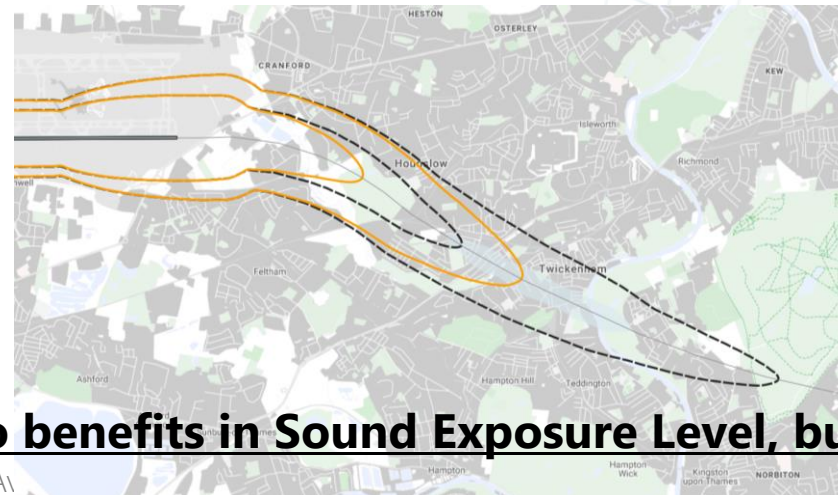 HESTON
OSTERLEY
CRANFORD
KEW
Isleworth
Hounslow
Richmond
Feltham
Twickenham
Ashford
Hampton Hill
Teddington
benefits in Sound Exposure Level, bu
Hampton
Hampton
Wick
Kingston
upon Thames
NORBITON